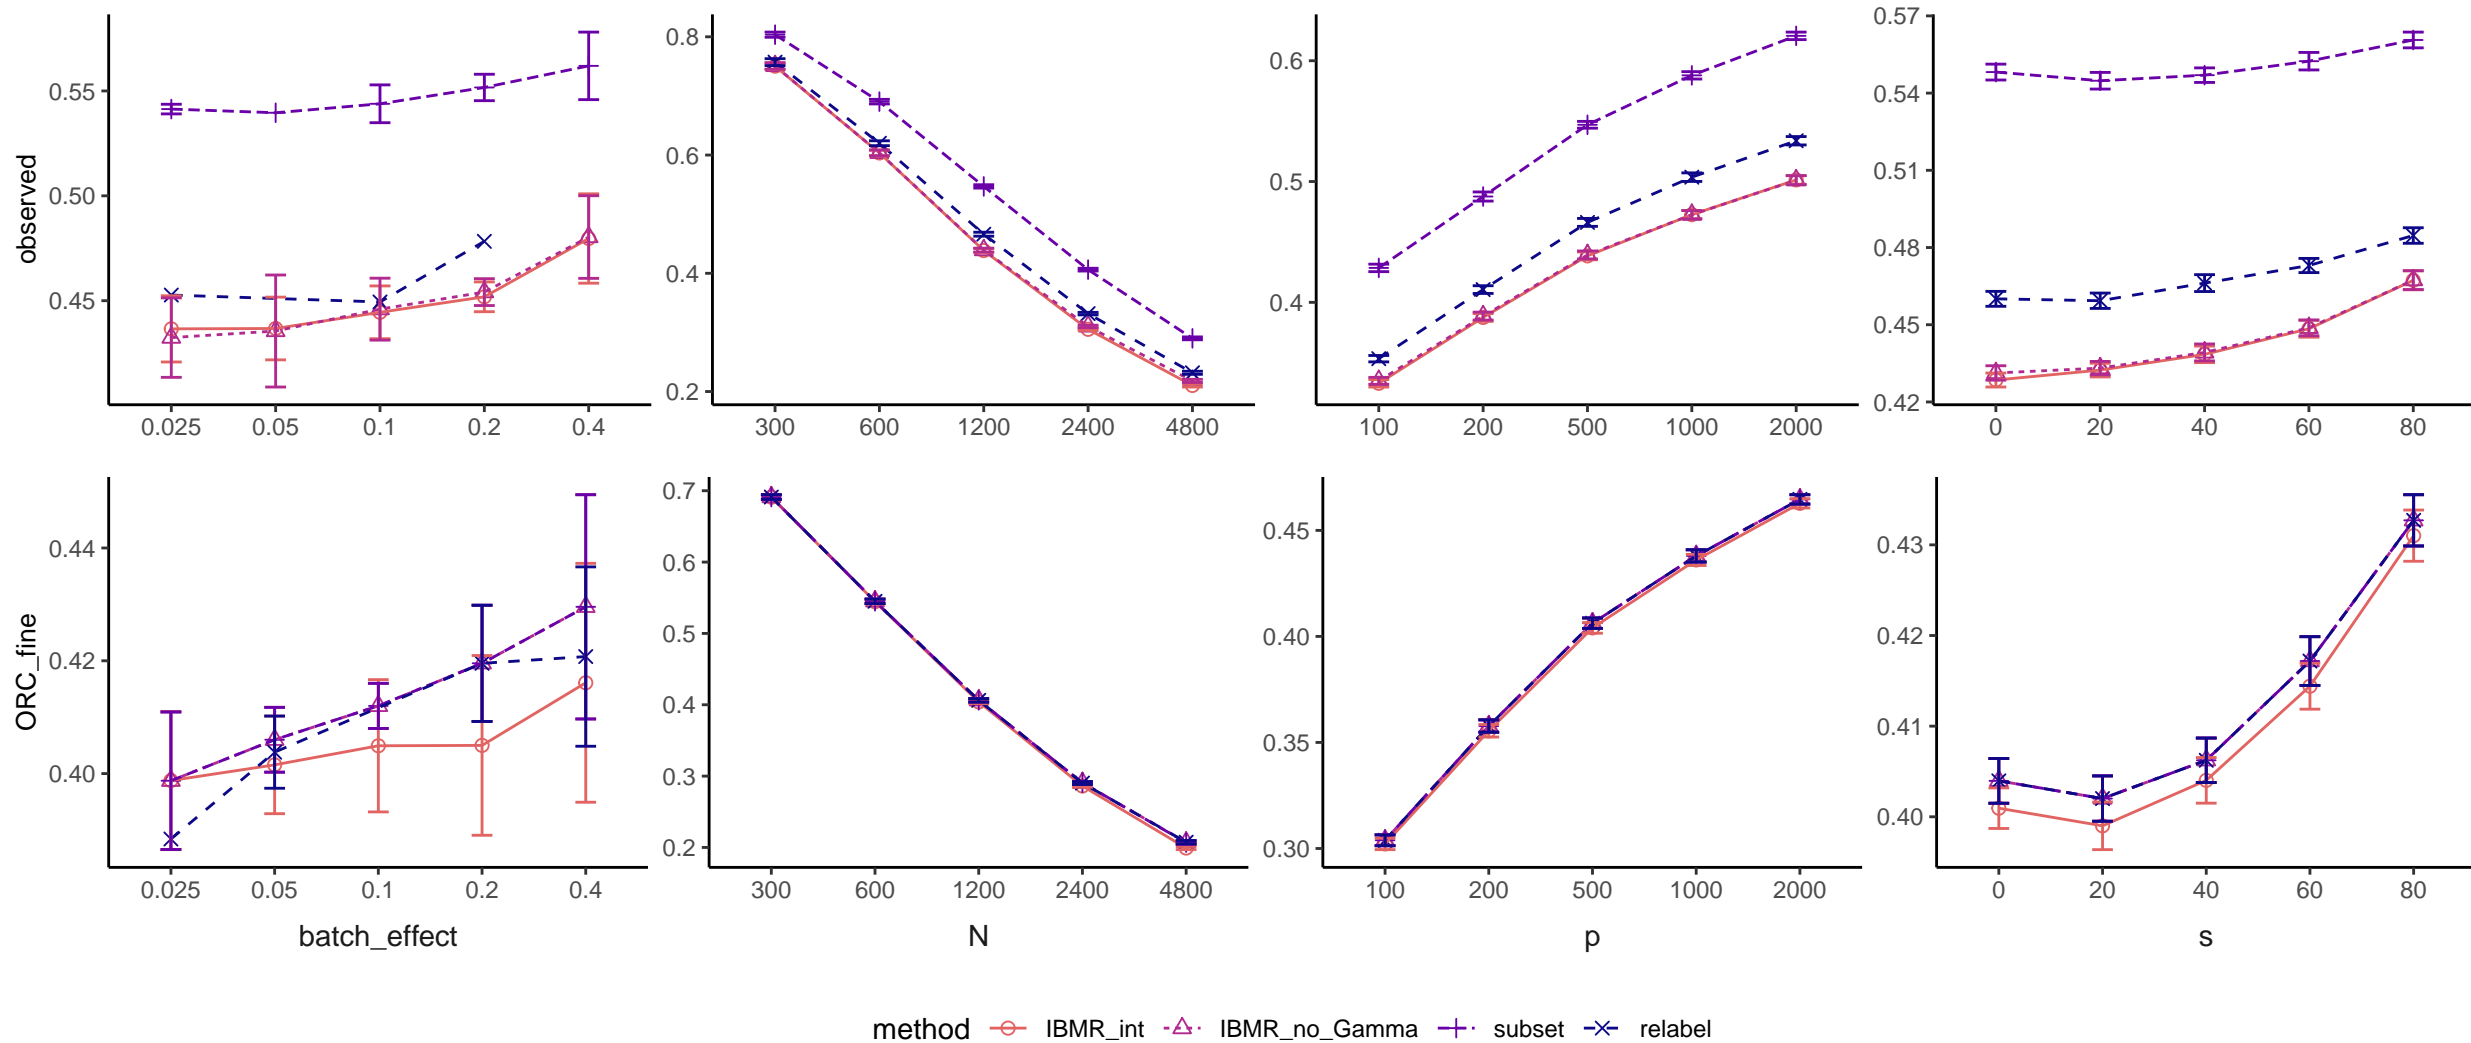 observed
0.55
0.50
0.45
0.025 0.05 0.1 0.2 0.4
0.8
0.6
0.4
0.2
300 600 1200 2400 4800
0.6
0.5
0.4
100 200 500 1000 2000
0.57
0.54
0.51
0.48
0.45
0.42
0 20 40 60 80
ORC_fine
0.44
0.42
0.40
0.025 0.05 0.1 0.2 0.4
batch_effect
0.7
0.6
0.5
0.4
0.3
0.2
300 600 1200 2400 4800
N
0.45
0.40
0.35
0.30
100 200 500 1000 2000
p
0.43
0.42
0.41
0.40
0 20 40 60 80
s
method IBMR_int IBMR_no_Gamma subset relabel